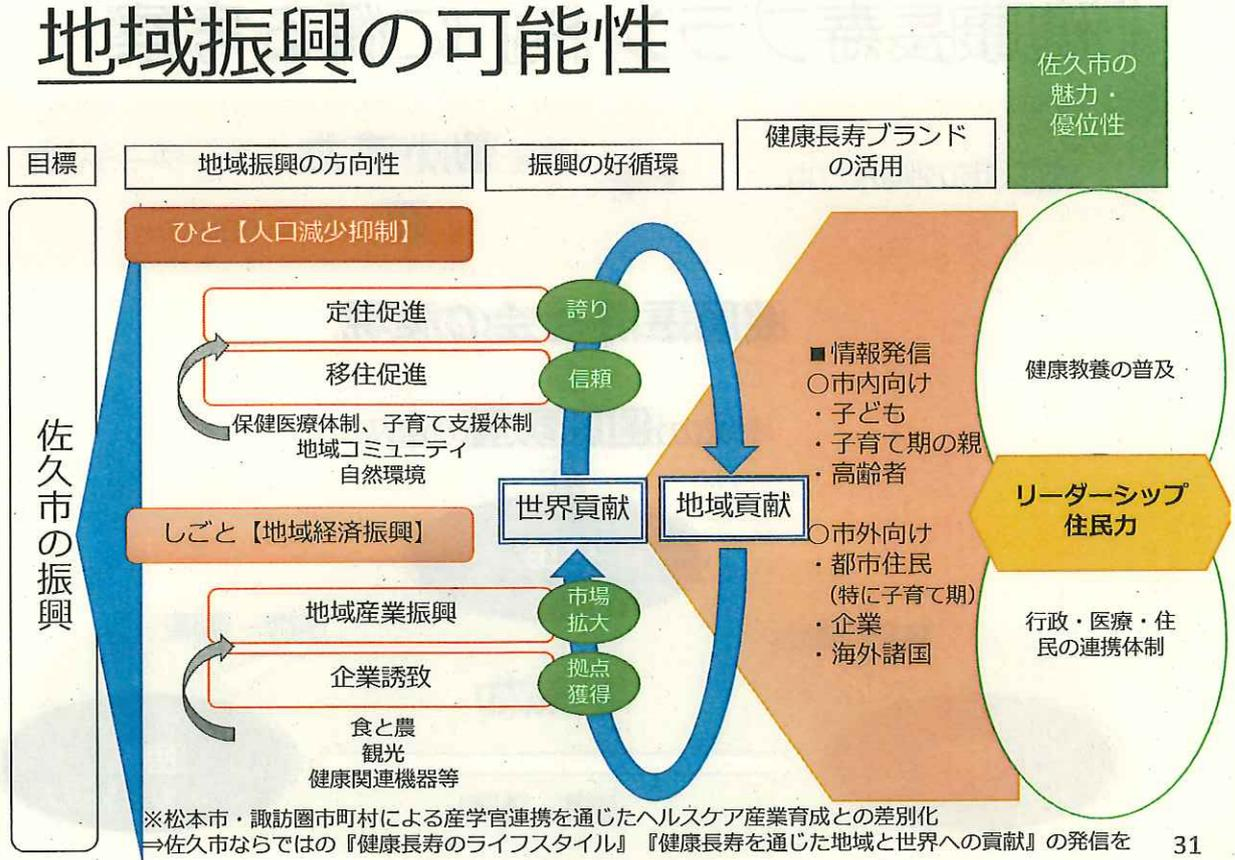 地域振興の可能性
佐久市の
魅力・
優位性
目標
地域振興の方向性
振興の好循環
健康長寿ブランド
の活用
ひと【人口減少抑制】
定住促進
誇り
移住促進
信頼
保健医療体制、子育て支援体制
地域コミュニティ
自然環境
佐久市の振興
しごと【地域経済振興】
世界貢献
地域貢献
地域産業振興
市場
拡大
企業誘致
拠点
獲得
食と農
観光
健康関連機器等
■情報発信
○市内向け
・子ども
・子育て期の親
・高齢者
○市外向け
・都市住民
(特に子育て期)
・企業
・海外諸国
健康教養の普及
リーダーシップ
住民力
行政・医療・住
民の連携体制
※松本市・諏訪圏市町村による産学官連携を通じたヘルスケア産業育成との差別化
⇒佐久市ならではの『健康長寿のライフスタイル』『健康長寿を通じた地域と世界への貢献』の発信を
31